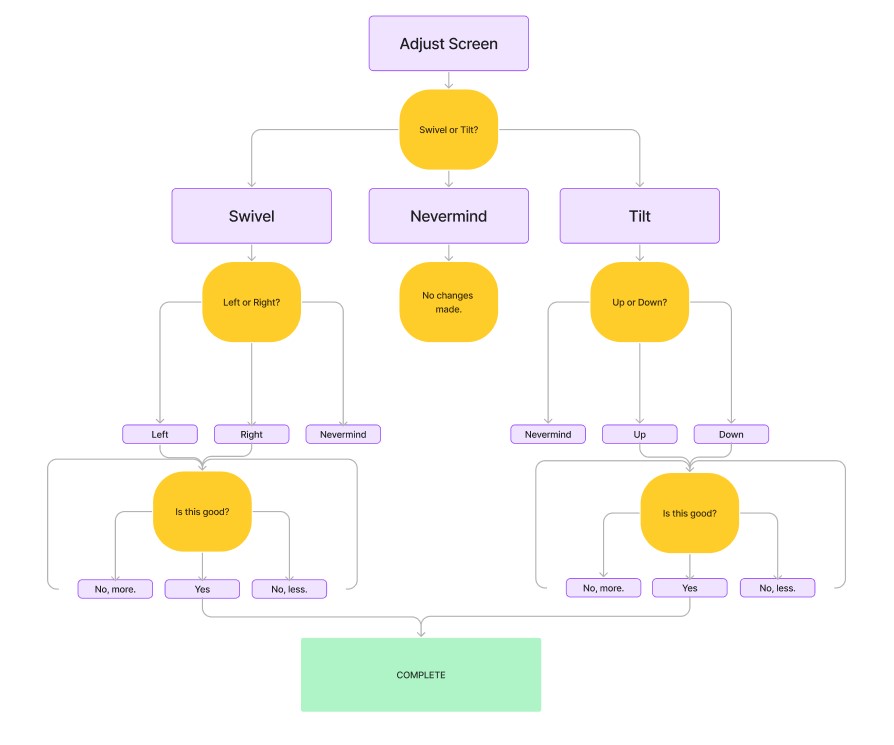 Adjust Screen
Swivel or Tilt?
Swivel
Nevermind
Tilt
Left or Right?
No changes
made.
Up or Down?
Left
Right
Nevermind
Nevermind
Up
Down
Is this good?
Is this good?
No, more.
Yes
No, less.
No, more.
Yes
No, less.
COMPLETE